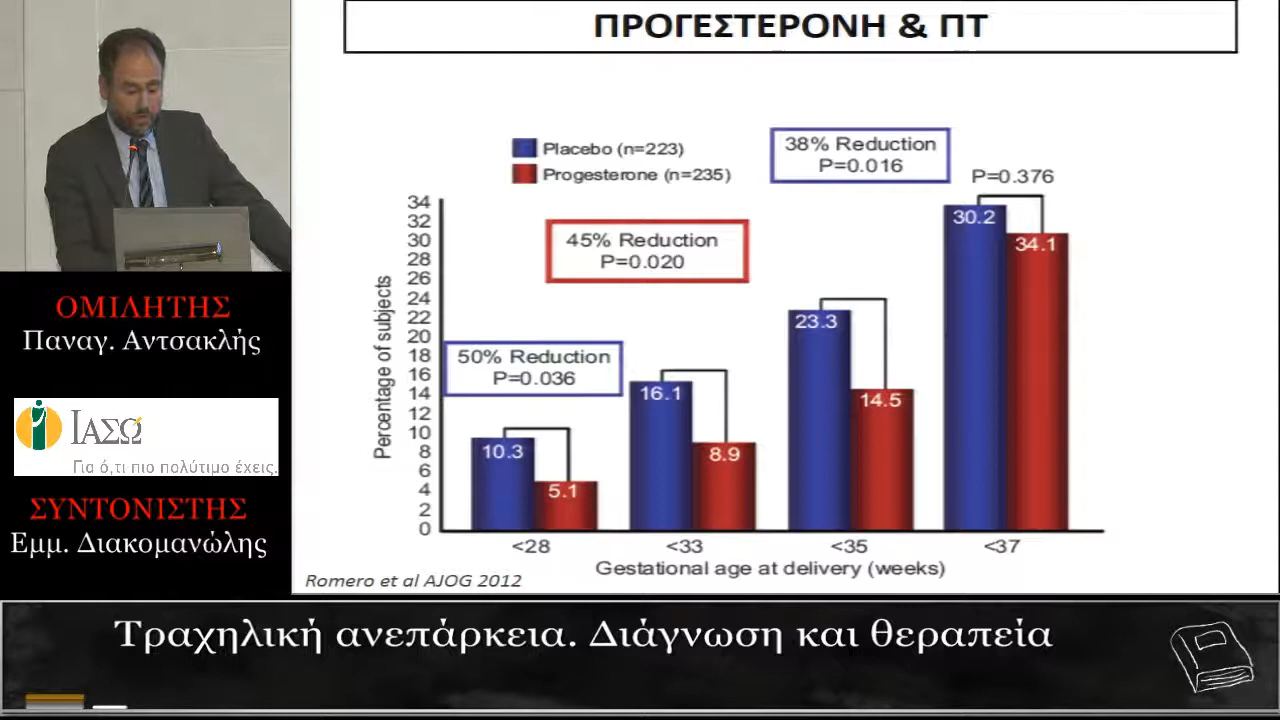 ΠΡΟΓΕΣΤΕΡΟΝΗ & ΠΤ
Placebo (n=223)
Progesterone (n=235)
38% Reduction
P=0.016
P=0.376
45% Reduction
P=0.020
50% Reduction
P=0.036
Percentage of subjects
34
32
30
28
26
24
22
20
18
16
14
12
10
8
6
4
2
0
10.3
5.1
16.1
8.9
23.3
14.5
30.2
34.1
<28
<33
<35
<37
Gestational age at delivery (weeks)
Romero et al AJOG 2012
ΟΜΙΛΗΤΗΣ
Παναγ. Αντσακλής
ΙΑΣΩ
Για ό,τι πιο πολύτιμο έχεις.
ΣΥΝΤΟΝΙΣΤΗΣ
Εμμ. Διακομανώλης
Τραχηλική ανεπάρκεια. Διάγνωση και θεραπεία